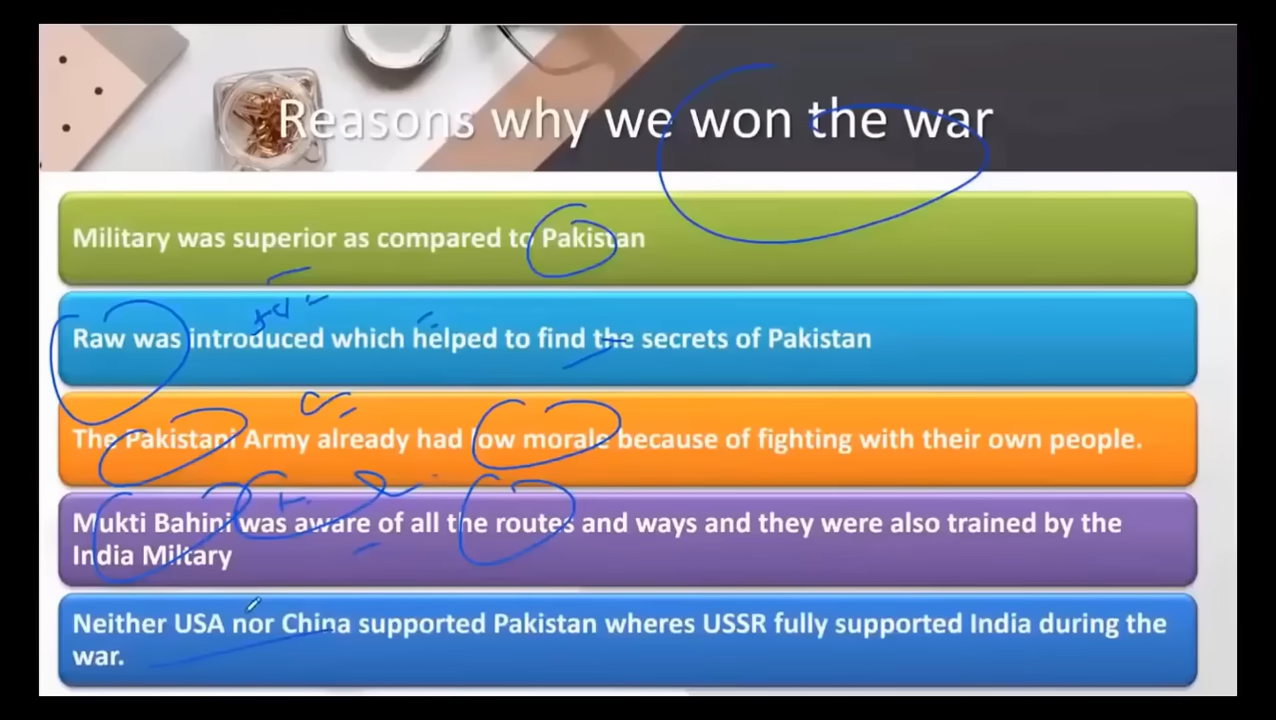 Reasons why we won the war
Military was superior as compared to Pakistan
Raw was introduced which helped to find the secrets of Pakistan
The Pakistani Army already had low morale because of fighting with their own people.
Mukti Bahini was aware of all the routes and ways and they were also trained by the
India Miltary
Neither USA nor China supported Pakistan wheres USSR fully supported India during the
war.